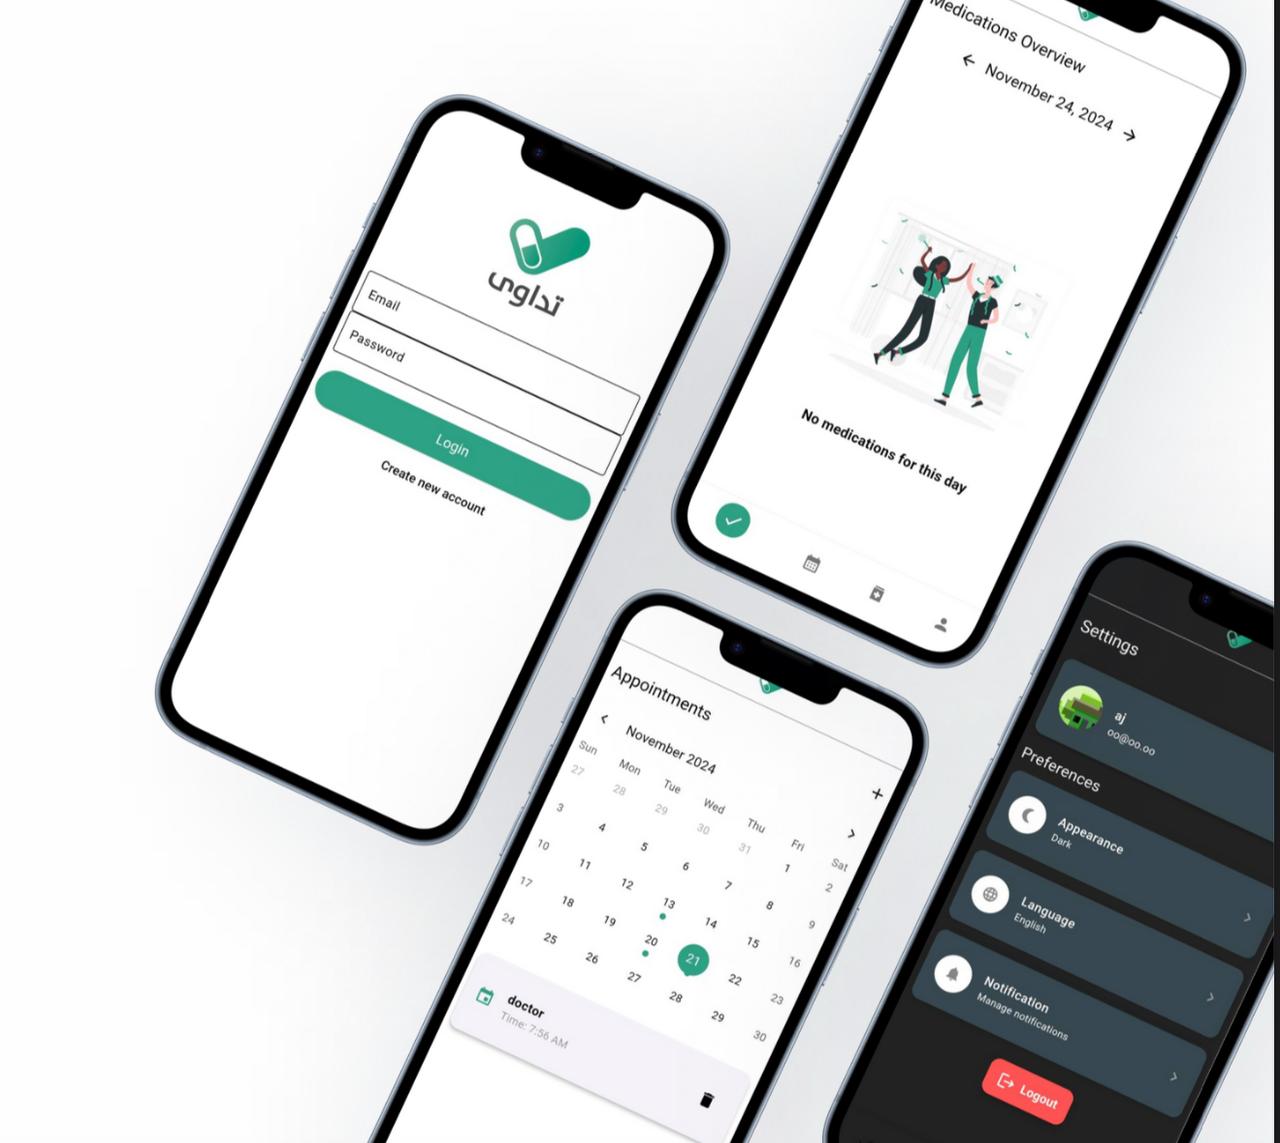 تداوى
Email
Password
Login
Create new account
Medications Overview
November 24, 2024
No medications for this day
Appointments
November 2024
Sun Mon Tue Wed Thu Fri Sat
27 28 29 30 31 1 2
3 4 5 6 7 8 9
10 11 12 13 14 15 16
17 18 19 20 21 22 23
24 25 26 27 28 29 30
doctor
Time: 7:56 AM
Settings
aj
oo@oo.oo
Preferences
Appearance
Dark
Language
English
Notification
Manage notifications
Logout